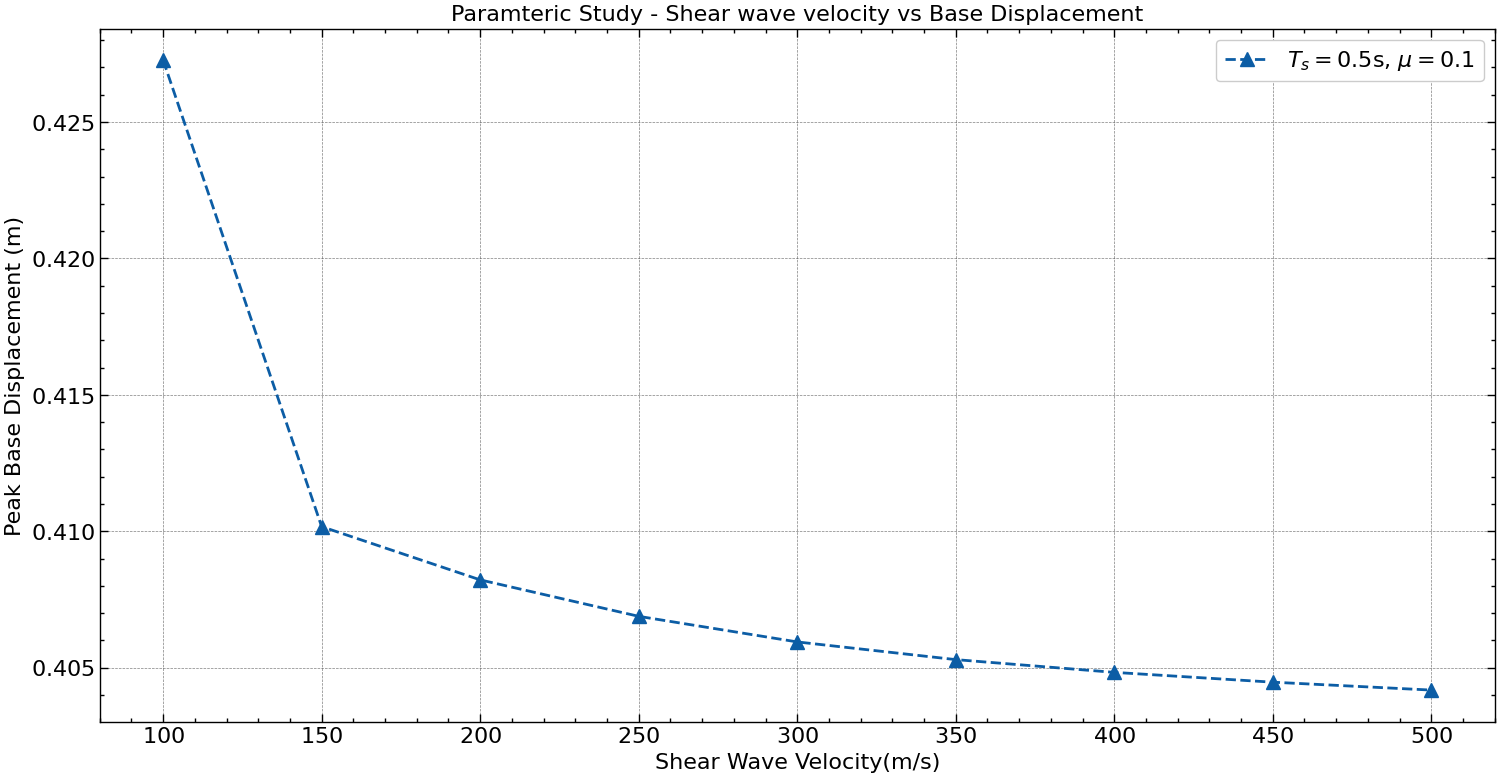 Paramteric Study - Shear wave velocity vs Base Displacement
T_s = 0.5s, μ = 0.1
Peak Base Displacement (m)
0.425
0.420
0.415
0.410
0.405
100 150 200 250 300 350 400 450 500
Shear Wave Velocity(m/s)